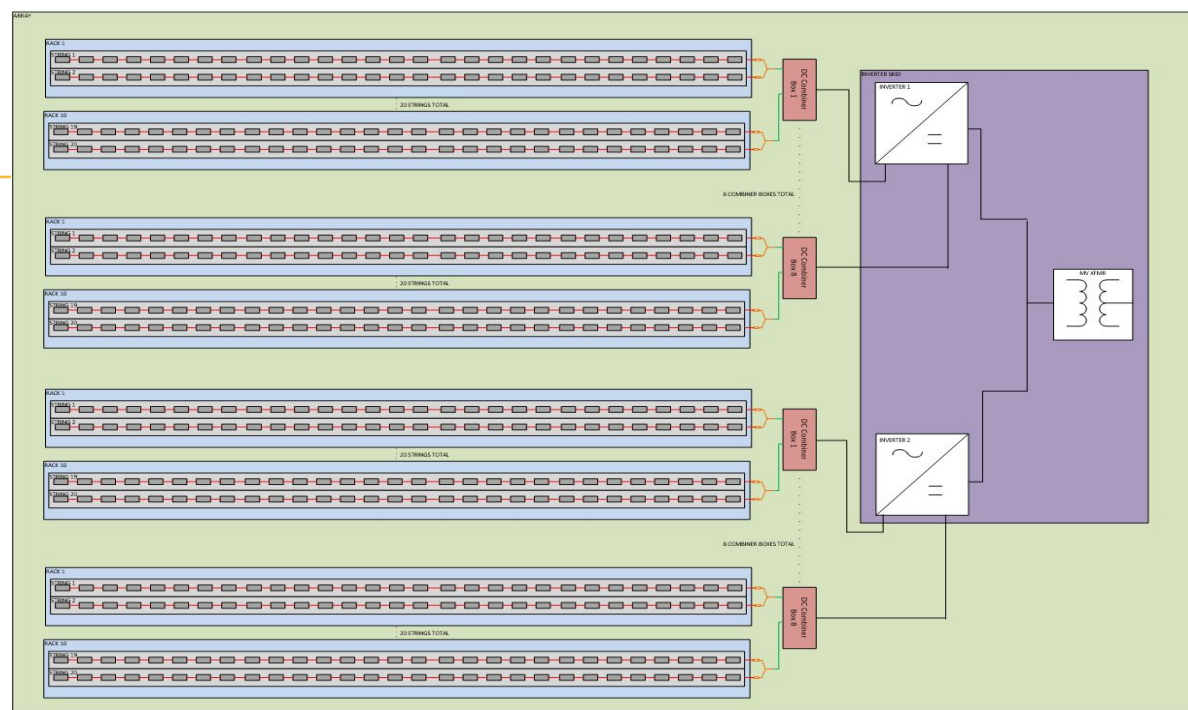 ARRAY
RACK 1
STRING 1
STRING 2
20 STRINGS TOTAL
RACK 10
STRING 19
STRING 20
DC Combiner
Box 1
8 COMBINER BOXES TOTAL
RACK 1
STRING 1
STRING 2
20 STRINGS TOTAL
RACK 10
STRING 19
STRING 20
DC Combiner
Box 8
INVERTER SKID
INVERTER 1
MV XFMR
INVERTER 2
RACK 1
STRING 1
STRING 2
20 STRINGS TOTAL
RACK 10
STRING 19
STRING 20
DC Combiner
Box 1
8 COMBINER BOXES TOTAL
RACK 1
STRING 1
STRING 2
20 STRINGS TOTAL
RACK 10
STRING 19
STRING 20
DC Combiner
Box 8